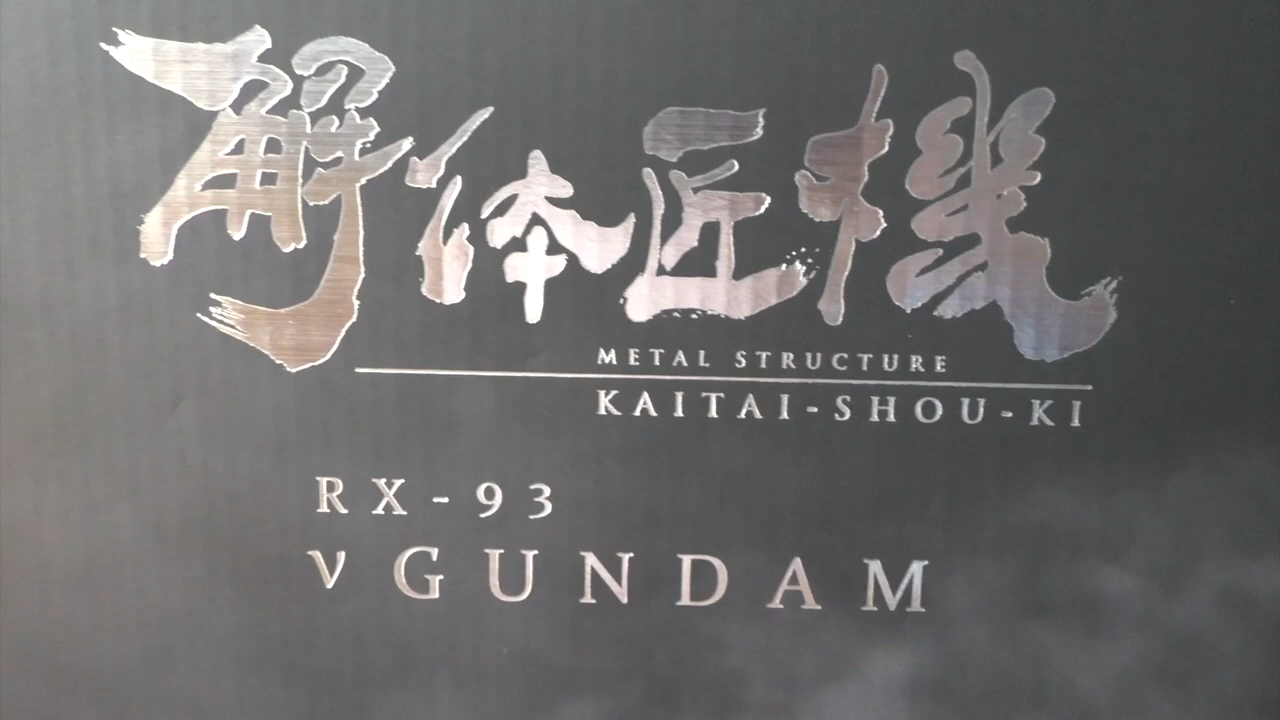 解体匠機
METAL STRUCTURE
KAITAI-SHOU-KI
RX-93
νGUNDAM